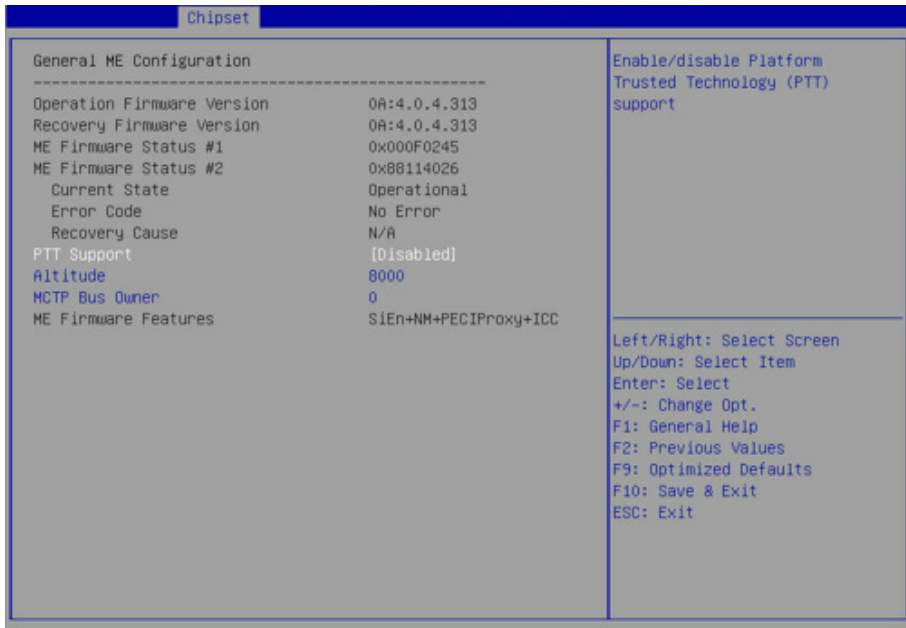 Chipset
General ME Configuration
--------------------------------------------------
Operation Firmware Version 0A:4.0.4.313
Recovery Firmware Version 0A:4.0.4.313
ME Firmware Status #1 0x000F0245
ME Firmware Status #2 0x88114026
Current State Operational
Error Code No Error
Recovery Cause N/A
PTT Support [Disabled]
Altitude 8000
MCTP Bus Owner 0
ME Firmware Features SiEn+NM+PECIProxy+ICC
Enable/disable Platform
Trusted Technology (PTT)
support
Left/Right: Select Screen
Up/Down: Select Item
Enter: Select
+/-: Change Opt.
F1: General Help
F2: Previous Values
F9: Optimized Defaults
F10: Save & Exit
ESC: Exit